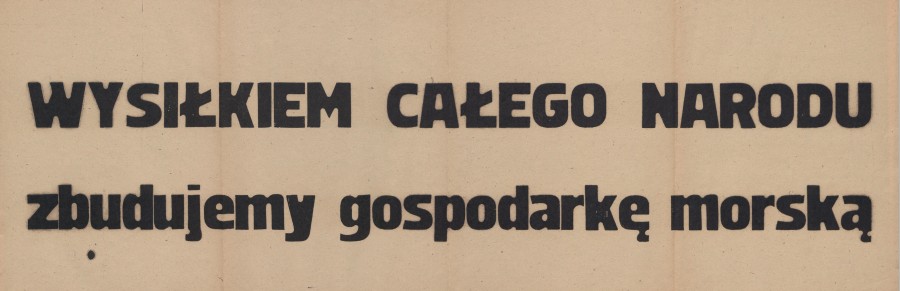 WYSIŁKIEM CAŁEGO NARODU
zbudujemy gospodarkę morską